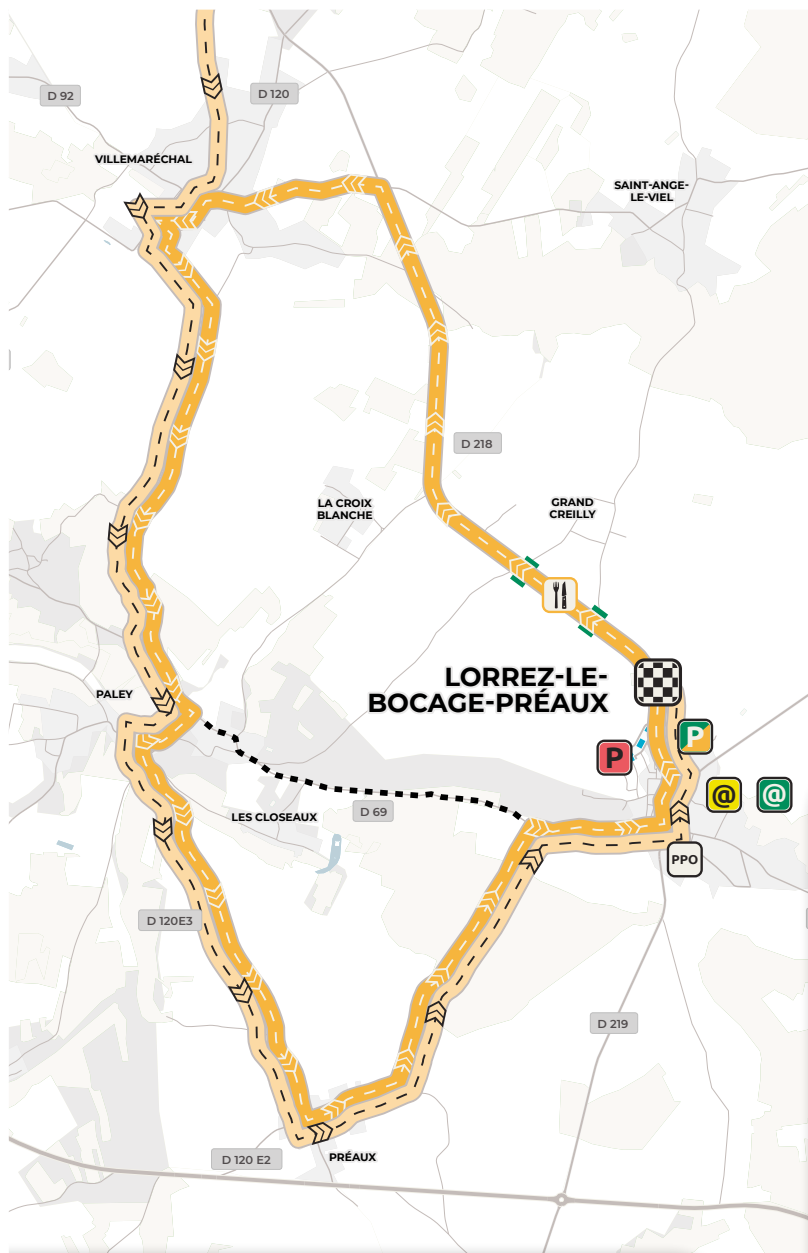 D 92
D 120
VILLEMARÉCHAL
SAINT-ANGE-
LE-VIEL
D 218
LA CROIX
BLANCHE
GRAND
CREILLY
LORREZ-LE-
BOCAGE-PRÉAUX
PALEY
P
P
@
@
D 69
LES CLOSEAUX
PPO
D 120E3
D 219
D 120 E2
PRÉAUX